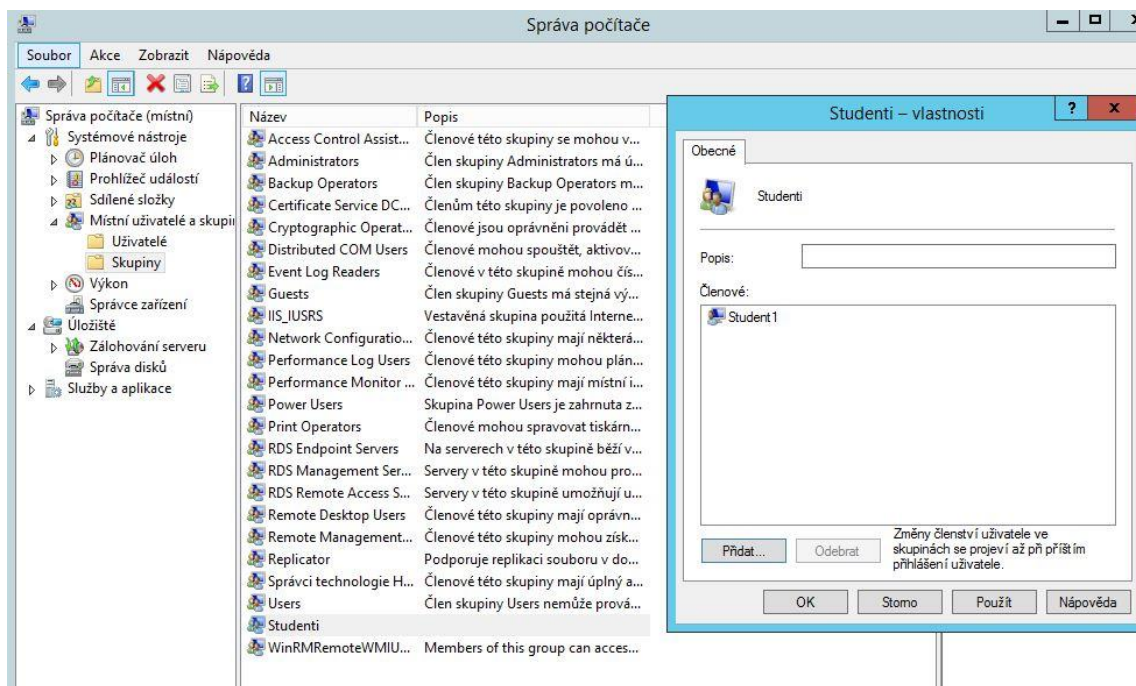 Správa počítače
Soubor Akce Zobrazit Nápověda
Správa počítače (místní)
Systémové nástroje
Plánovač úloh
Prohlížeč událostí
Sdílené složky
Místní uživatelé a skupin
Uživatelé
Skupiny
Výkon
Správce zařízení
Úložiště
Zálohování serveru
Správa disků
Služby a aplikace
Název Popis
Access Control Assist... Členové této skupiny se mohou v...
Administrators Člen skupiny Administrators má ú...
Backup Operators Člen skupiny Backup Operators m...
Certificate Service DC... Členům této skupiny je povoleno ...
Cryptographic Operat... Členové jsou oprávněni provádět ...
Distributed COM Users Členové mohou spouštět, aktivov...
Event Log Readers Členové v této skupině mohou čís...
Guests Člen skupiny Guests má stejná vý...
IIS_IUSRS Vestavěná skupina použitá Interne...
Network Configuratio... Členové této skupiny mají některá...
Performance Log Users Členové této skupiny mohou plán...
Performance Monitor ... Členové této skupiny mají místní i...
Power Users Skupina Power Users je zahrnuta z...
Print Operators Členové mohou spravovat tiskárn...
RDS Endpoint Servers Na serverech v této skupině běží v...
RDS Management Ser... Servery v této skupině mohou pro...
RDS Remote Access S... Servery v této skupině umožňují u...
Remote Desktop Users Členové této skupiny mají oprávn...
Remote Management... Členové této skupiny mohou získ...
Replicator Podporuje replikaci souboru v do...
Správci technologie H... Členové této skupiny mají úplný a...
Users Člen skupiny Users nemůže prová...
Studenti
WinRMRemoteWMIU... Members of this group can acces...
Studenti – vlastnosti
Obecné
Studenti
Popis:
Členové:
Student1
Přidat... Odebrat
Změny členství uživatele ve
skupinách se projeví až při příštím
přihlášení uživatele.
OK Storno Použít Nápověda